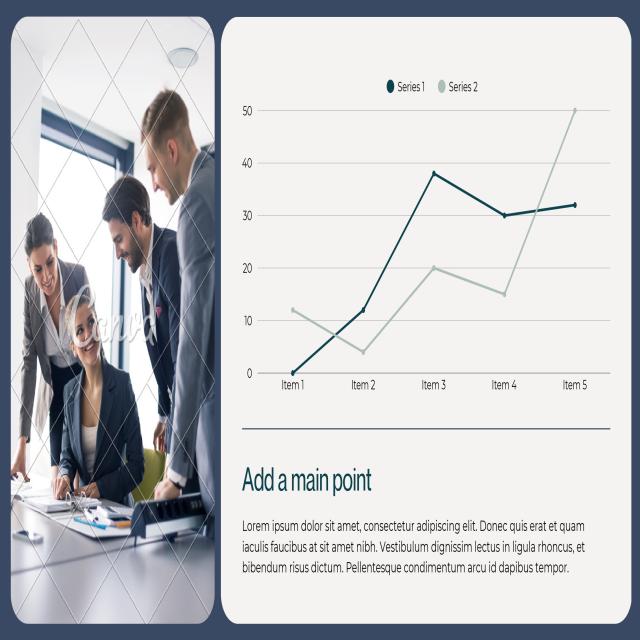 Canva
Series 1 Series 2
50
40
30
20
10
0
Item 1 Item 2 Item 3 Item 4 Item 5
Add a main point
Lorem ipsum dolor sit amet, consectetur adipiscing elit. Donec quis erat et quam
iaculis faucibus at sit amet nibh. Vestibulum dignissim lectus in ligula rhoncus, et
bibendum risus dictum. Pellentesque condimentum arcu id dapibus tempor.